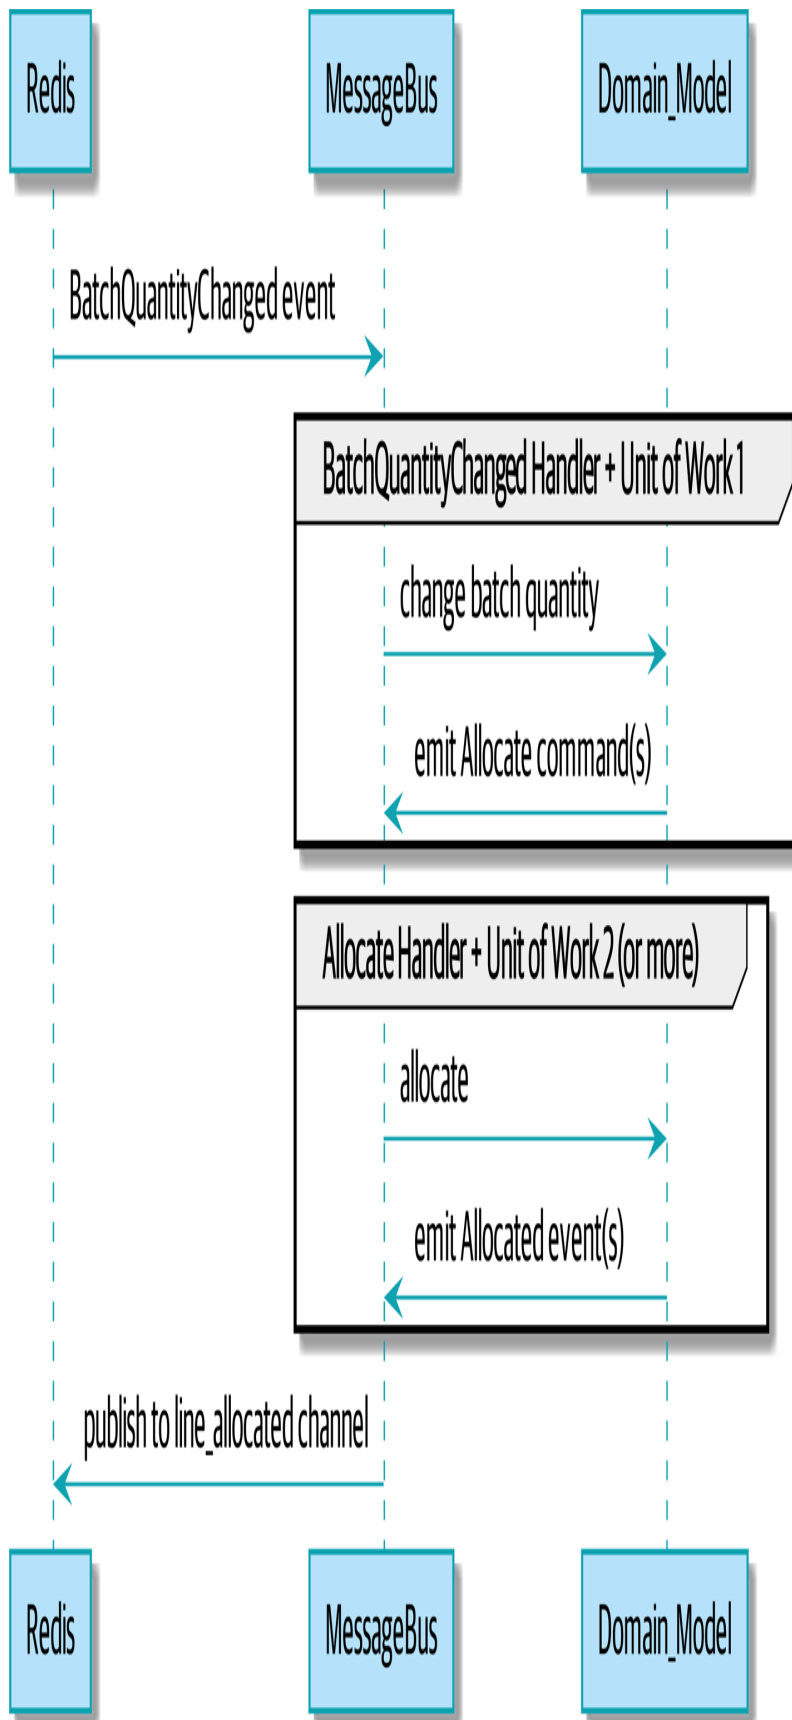 Redis
MessageBus
Domain_Model
BatchQuantityChanged event
BatchQuantityChanged Handler + Unit of Work 1
change batch quantity
emit Allocate command(s)
Allocate Handler + Unit of Work 2 (or more)
allocate
emit Allocated event(s)
publish to line_allocated channel
Redis
MessageBus
Domain_Model